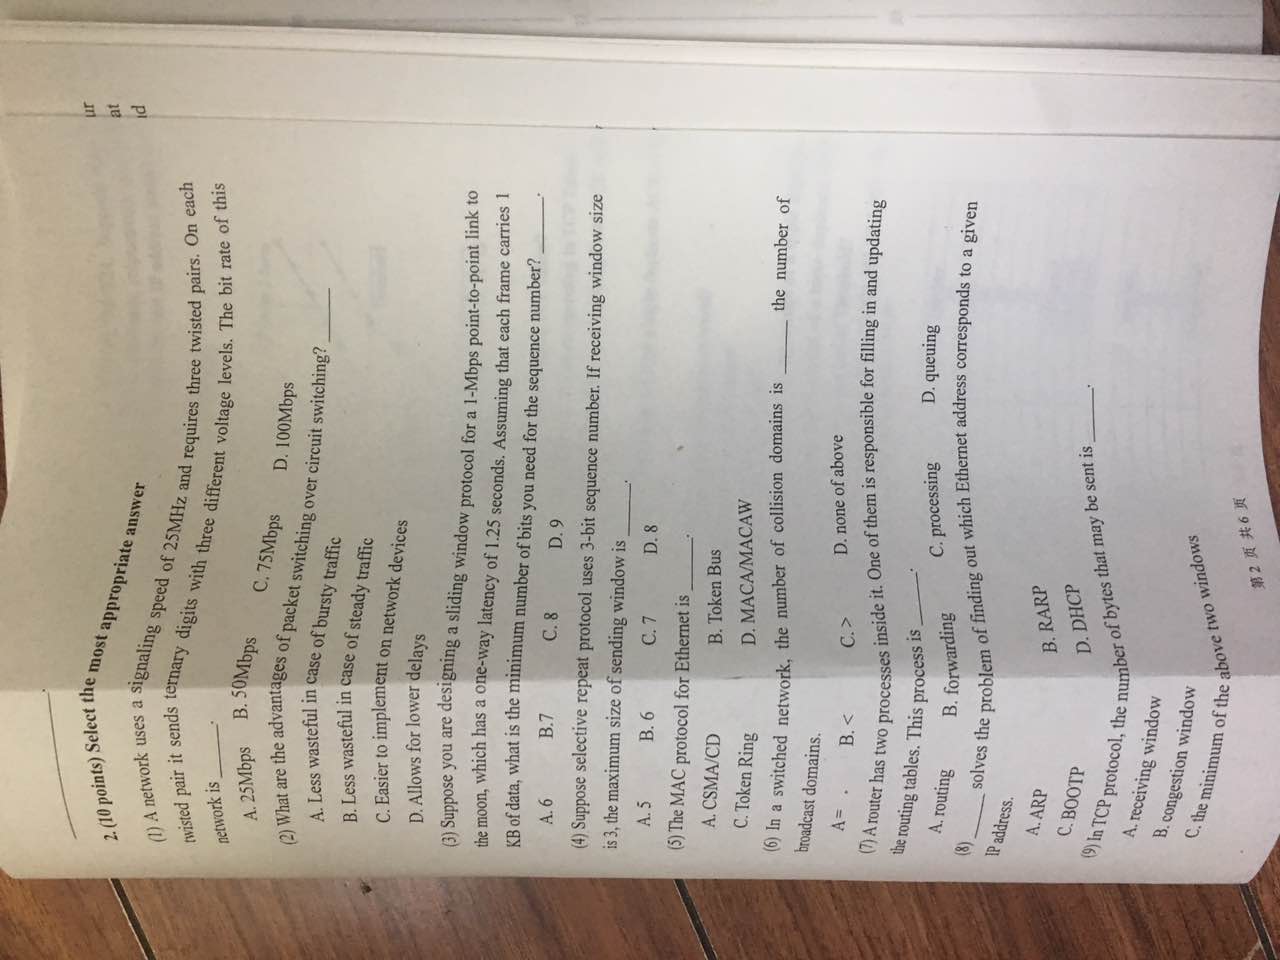 2. (10 points) Select the most appropriate answer
(1) A network uses a signaling speed of 25MHz and requires three twisted pairs. On each
twisted pair it sends ternary digits with three different voltage levels. The bit rate of this
network is ______.
A. 25Mbps B. 50Mbps C. 75Mbps D. 100Mbps
(2) What are the advantages of packet switching over circuit switching? ______
A. Less wasteful in case of bursty traffic
B. Less wasteful in case of steady traffic
C. Easier to implement on network devices
D. Allows for lower delays
(3) Suppose you are designing a sliding window protocol for a 1-Mbps point-to-point link to
the moon, which has a one-way latency of 1.25 seconds. Assuming that each frame carries 1
KB of data, what is the minimum number of bits you need for the sequence number? ______.
A. 6 B.7 C. 8 D. 9
(4) Suppose selective repeat protocol uses 3-bit sequence number. If receiving window size
is 3, the maximum size of sending window is ______.
A. 5 B. 6 C. 7 D. 8
(5) The MAC protocol for Ethernet is ______.
A. CSMA/CD B. Token Bus
C. Token Ring D. MACA/MACAW
(6) In a switched network, the number of collision domains is ______ the number of
broadcast domains.
A= . B. < C. > D. none of above
(7) A router has two processes inside it. One of them is responsible for filling in and updating
the routing tables. This process is ______.
A. routing B. forwarding C. processing D. queuing
(8) _____ solves the problem of finding out which Ethernet address corresponds to a given
IP address.
A. ARP B. RARP
C. BOOTP D. DHCP
(9) In TCP protocol, the number of bytes that may be sent is ______.
A. receiving window
B. congestion window
C. the minimum of the above two windows
第 2 页 共 6 页
ur
at